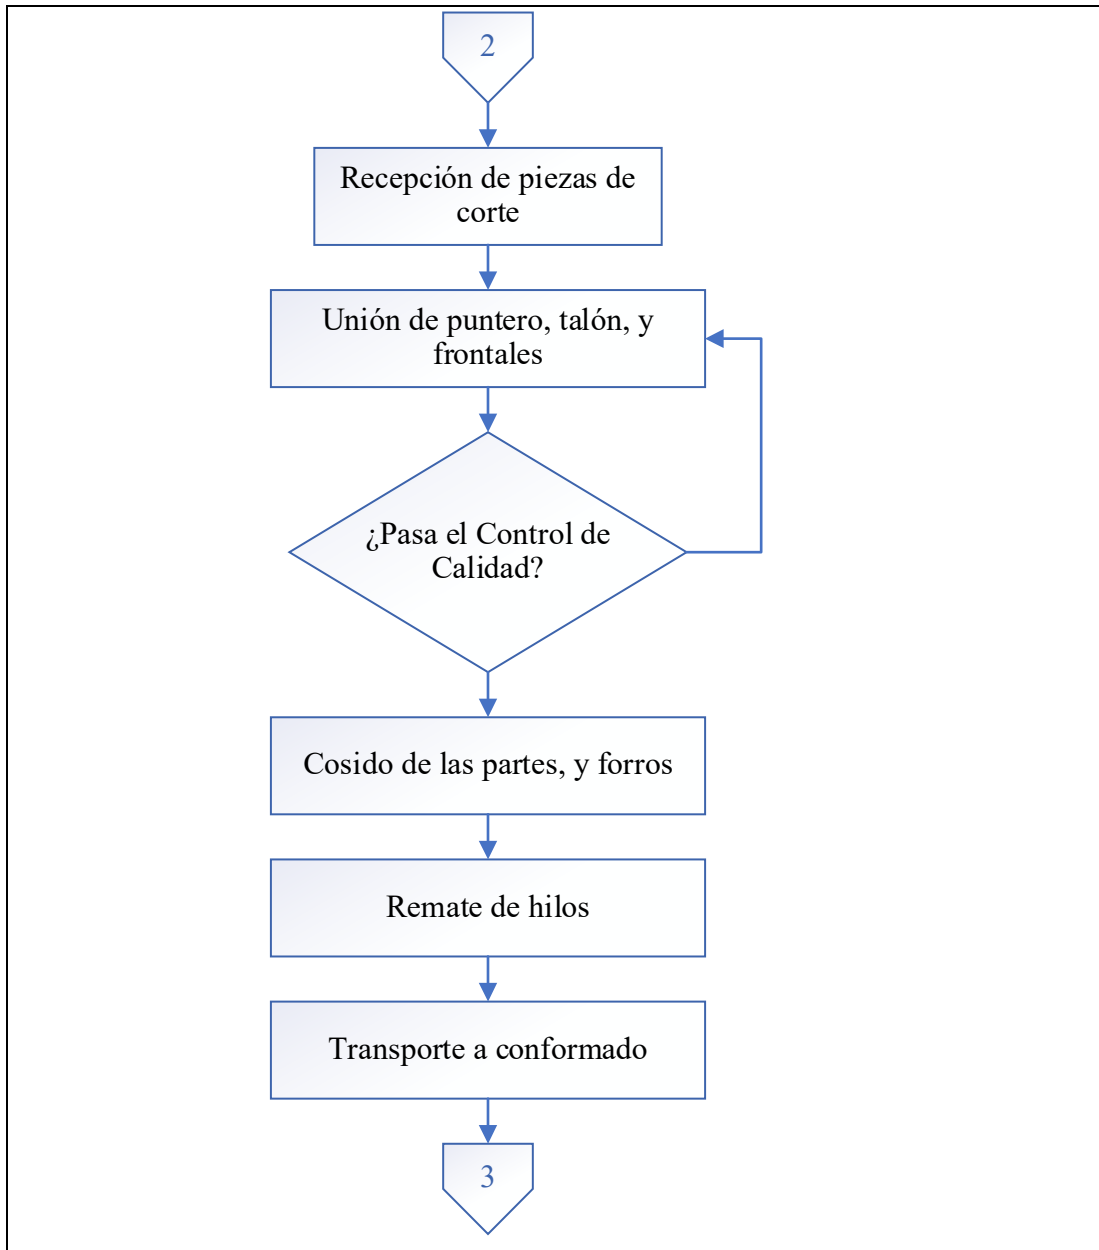 2
Recepción de piezas de
corte
Unión de puntero, talón, y
frontales
¿Pasa el Control de
Calidad?
Cosido de las partes, y forros
Remate de hilos
Transporte a conformado
3